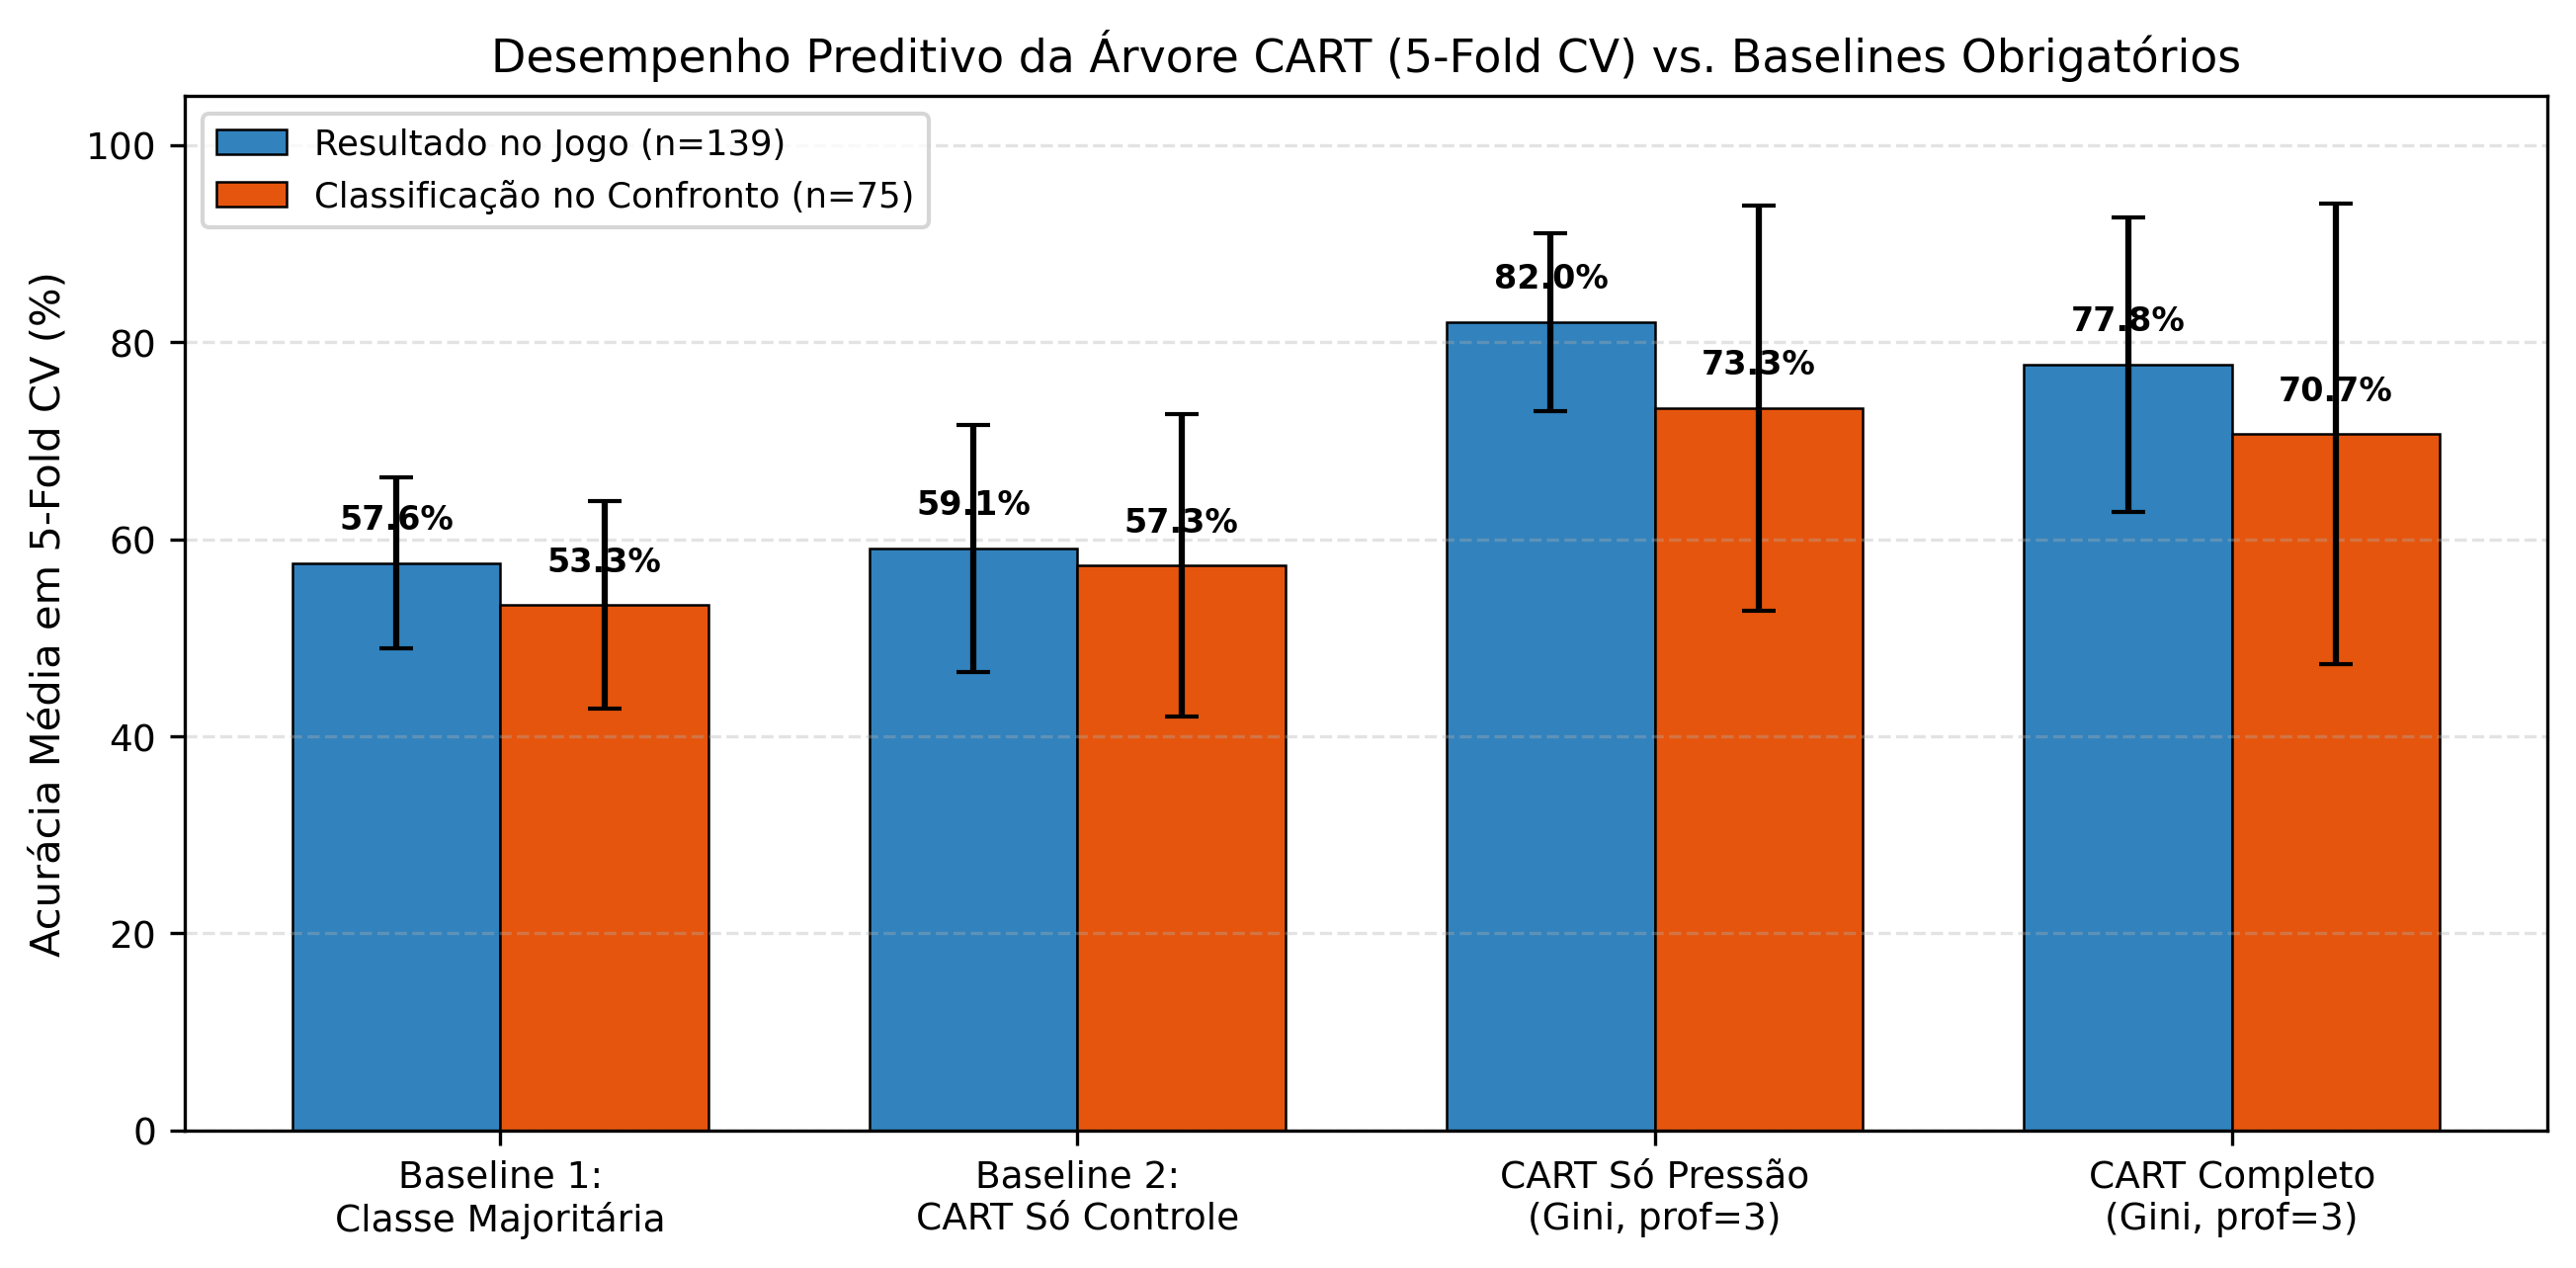 Desempenho Preditivo da Árvore CART (5-Fold CV) vs. Baselines Obrigatórios
Resultado no Jogo (n=139)
Classificação no Confronto (n=75)
Acurácia Média em 5-Fold CV (%)
100
80
60
40
20
0
57.6%
53.3%
59.1%
57.3%
82.0%
73.3%
77.8%
70.7%
Baseline 1:
Classe Majoritária
Baseline 2:
CART Só Controle
CART Só Pressão
(Gini, prof=3)
CART Completo
(Gini, prof=3)